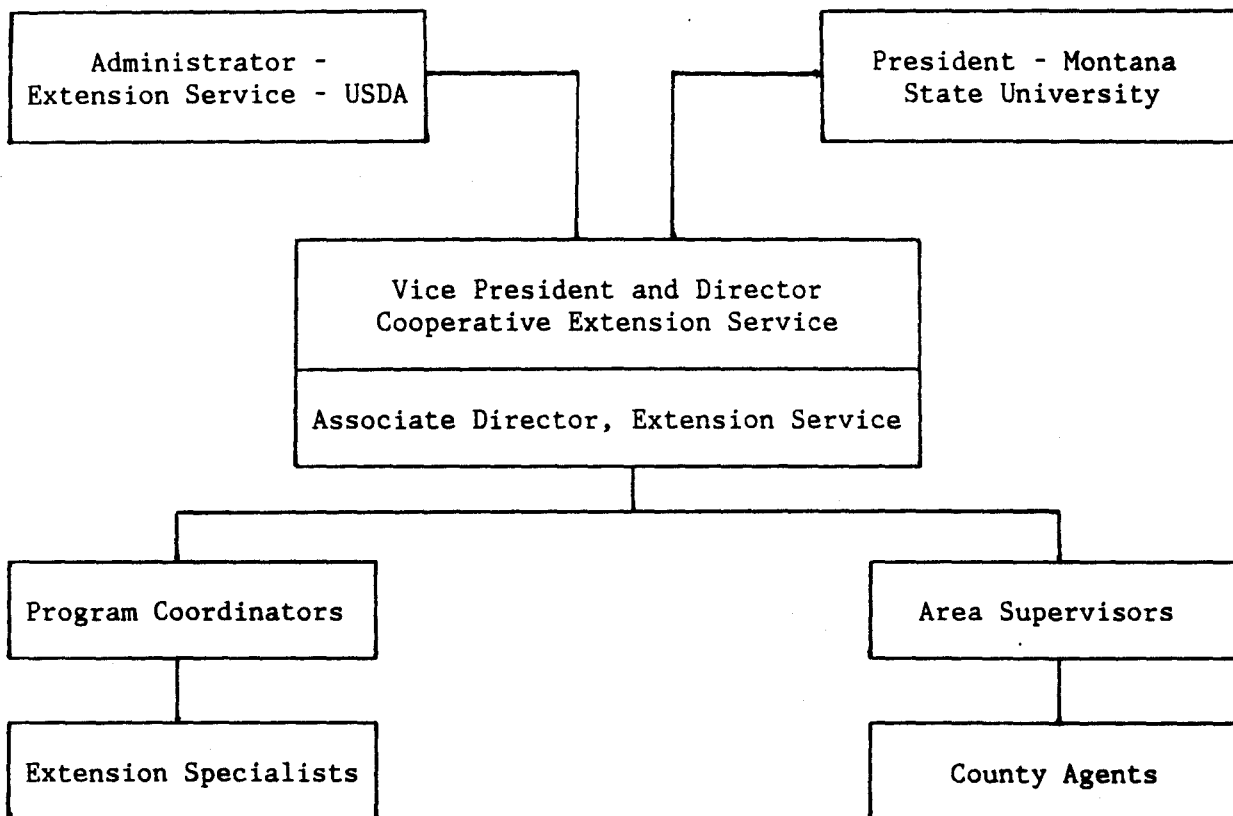 Administrator -
Extension Service - USDA
President - Montana
State University
Vice President and Director
Cooperative Extension Service
Associate Director, Extension Service
Program Coordinators
Area Supervisors
Extension Specialists
County Agents